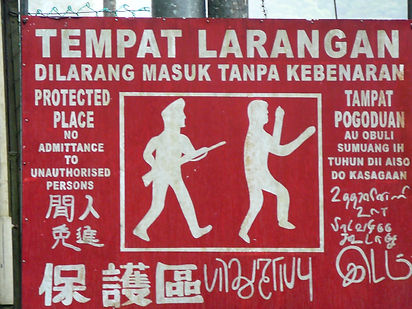 TEMPAT LARANGAN
DILARANG MASUK TANPA KEBENARAN
PROTECTED
PLACE
NO
ADMITTANCE
TO
UNAUTHORISED
PERSONS
TAMPAT
POGODUAN
AU OBULI
SUMUANG IH
TUHUN DII AISO
DO KASAGAAN
閒人
免進
保護區
பாதுகாப்பு இடம்